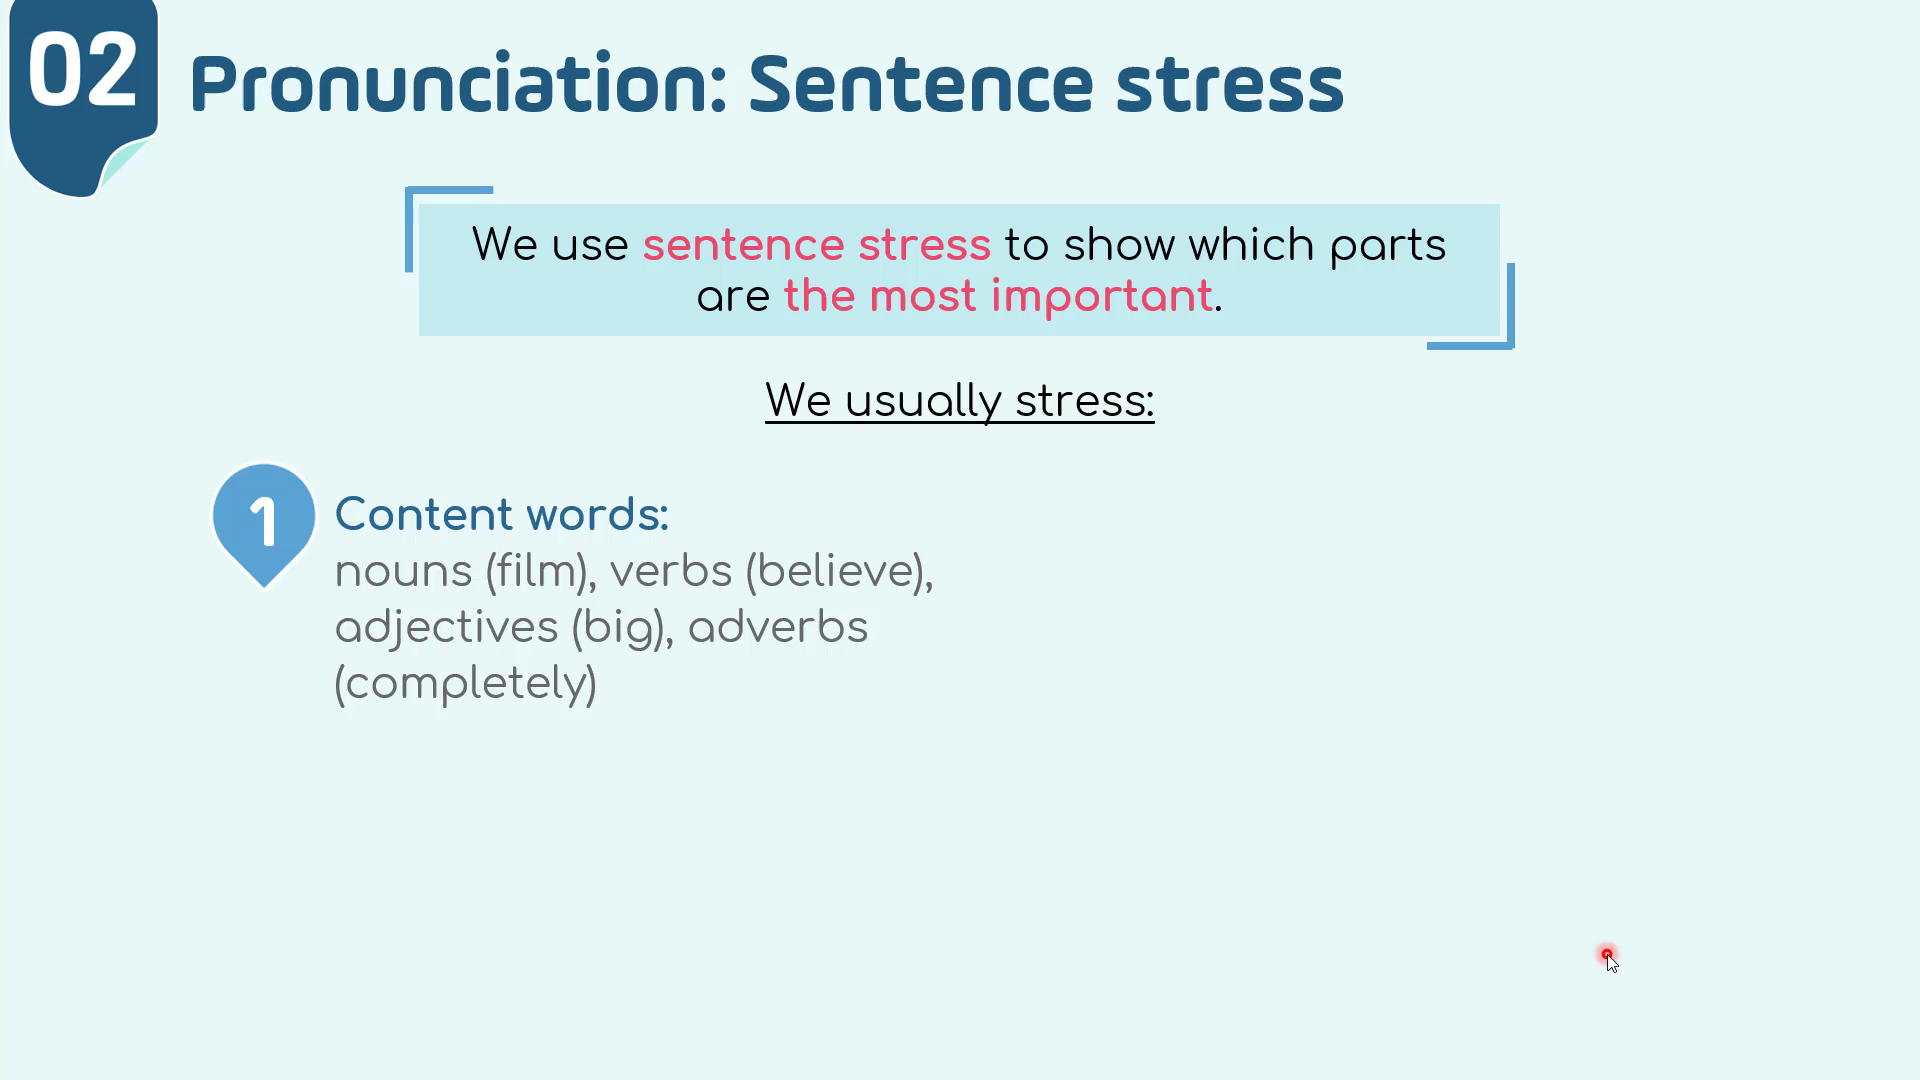 02
Pronunciation: Sentence stress
We use sentence stress to show which parts
are the most important.
We usually stress:
1
Content words:
nouns (film), verbs (believe),
adjectives (big), adverbs
(completely)